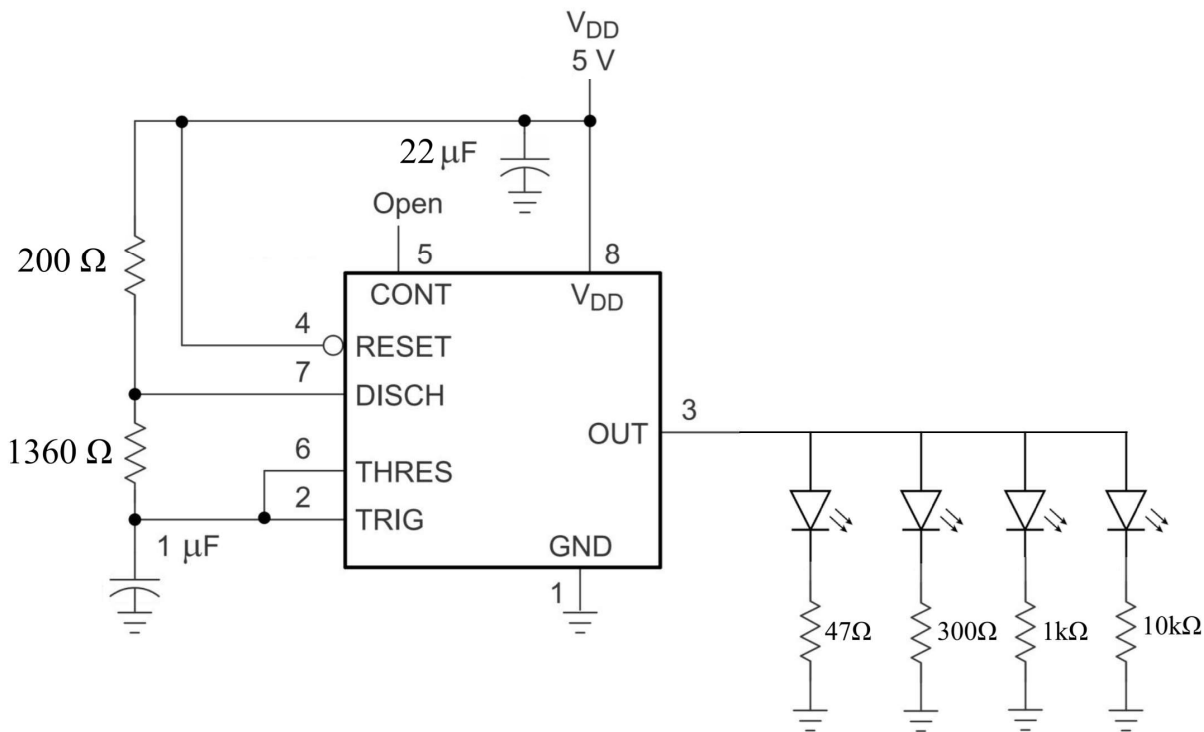 VDD
5 V
22 μF
Open
200 Ω
5
8
CONT
VDD
4
RESET
7
DISCH
3
OUT
1360 Ω
6
THRES
2
TRIG
1 μF
GND
1
47Ω
300Ω
1kΩ
10kΩ